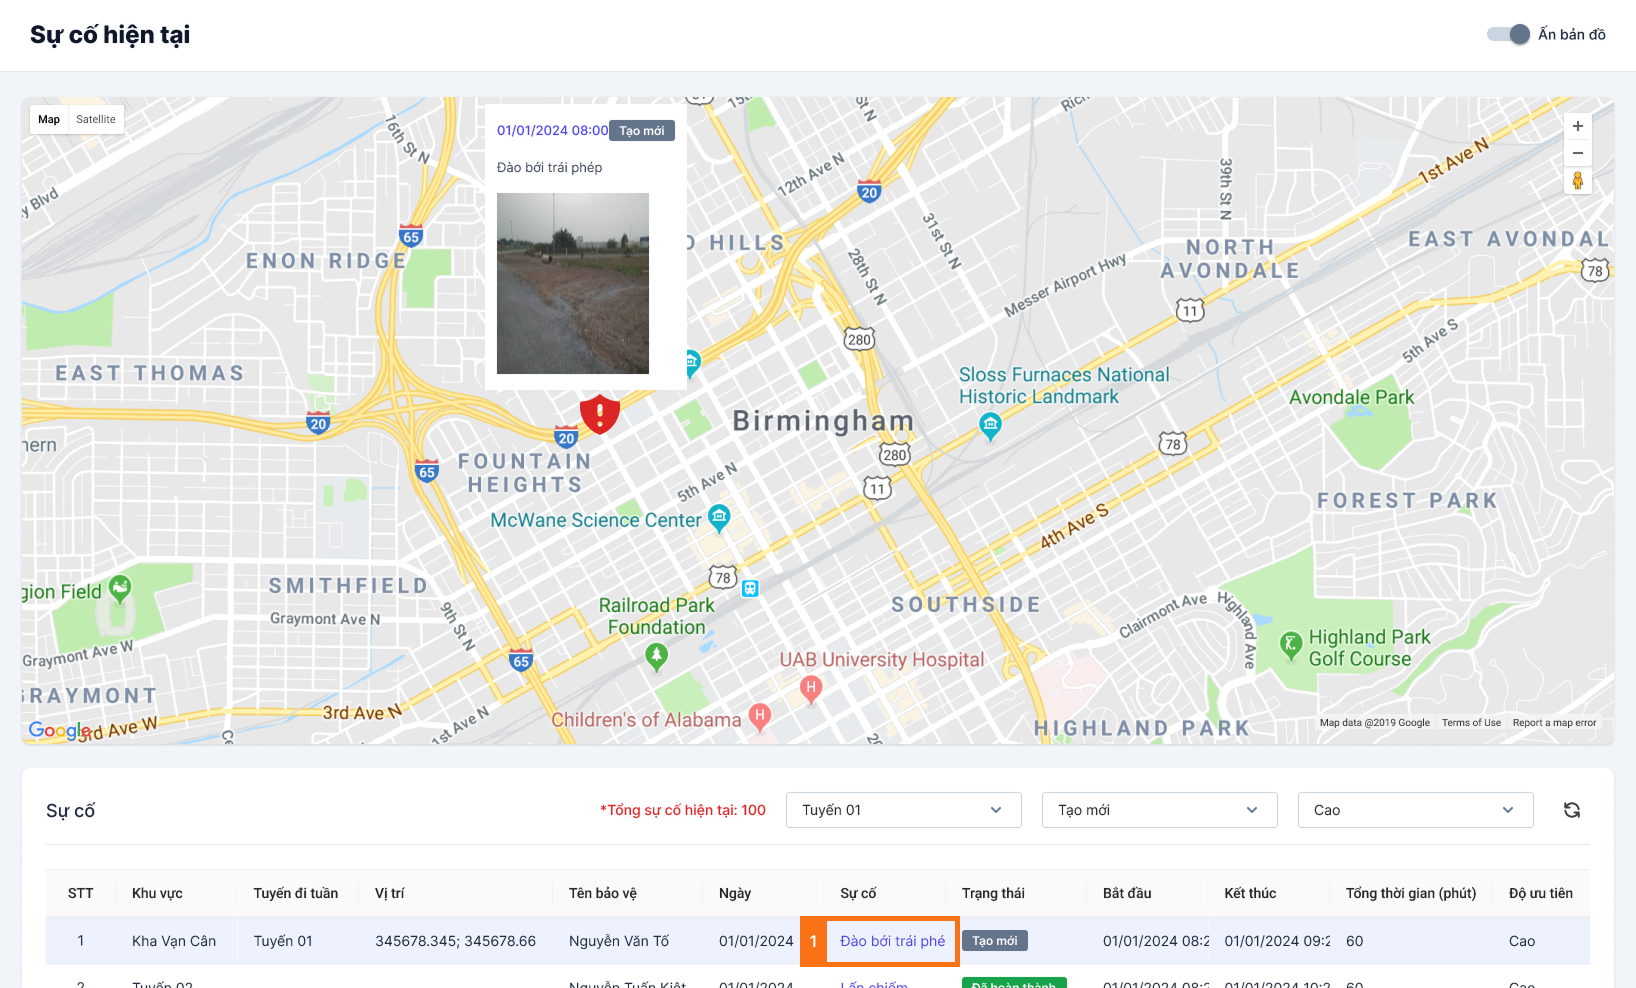 Sự cố hiện tại
Ẩn bản đồ
Map
Satellite
01/01/2024 08:00
Tạo mới
Đào bới trái phép
16th St N
12th Ave N
20
31st St N
28th St N
39th St N
1st Ave N
65
ENON RIDGE
HILLS
NORTH
AVONDALE
EAST AVONDAL
78
Messer Airport Hwy
11
280
5th Ave S
EAST THOMAS
Sloss Furnaces National
Historic Landmark
Avondale Park
20
20
Birmingham
65
280
78
FOUNTAIN
HEIGHTS
5th Ave N
11
FOREST PARK
McWane Science Center
4th Ave S
78
gion Field
SMITHFIELD
Graymont Ave N
9th St N
Railroad Park
Foundation
SOUTHSIDE
Clairmont Ave
Highland Ave
Highland Park
Golf Course
Graymont Ave W
65
UAB University Hospital
H
GRAYMONT
3rd Ave N
1st Ave N
Children's of Alabama
H
HIGHLAND PARK
Google
3rd Ave W
Map data @2019 Google
Terms of Use
Report a map error
Sự cố
*Tổng sự cố hiện tại: 100
Tuyến 01
Tạo mới
Cao
STT Khu vực Tuyến đi tuần Vị trí Tên bảo vệ Ngày Sự cố Trạng thái Bắt đầu Kết thúc Tổng thời gian (phút) Độ ưu tiên
1 Kha Vạn Cân Tuyến 01 345678.345; 345678.66 Nguyễn Văn Tố 01/01/2024 1 Đào bới trái phé Tạo mới 01/01/2024 08:2 01/01/2024 09:2 60 Cao
2 Tuyến 02 Nguyễn Tuấn Kiệt 01/01/2024 Lấn chiếm Đã hoàn thành 01/01/2024 08:2 01/01/2024 10:2 60 Cao